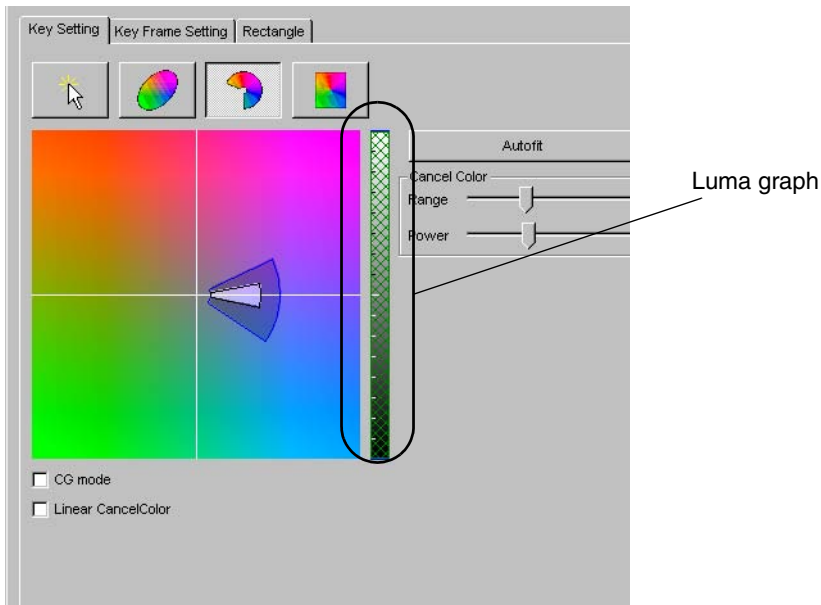 Key Setting Key Frame Setting Rectangle
Autofit
Cancel Color
Range
Power
Luma graph
CG mode
Linear CancelColor